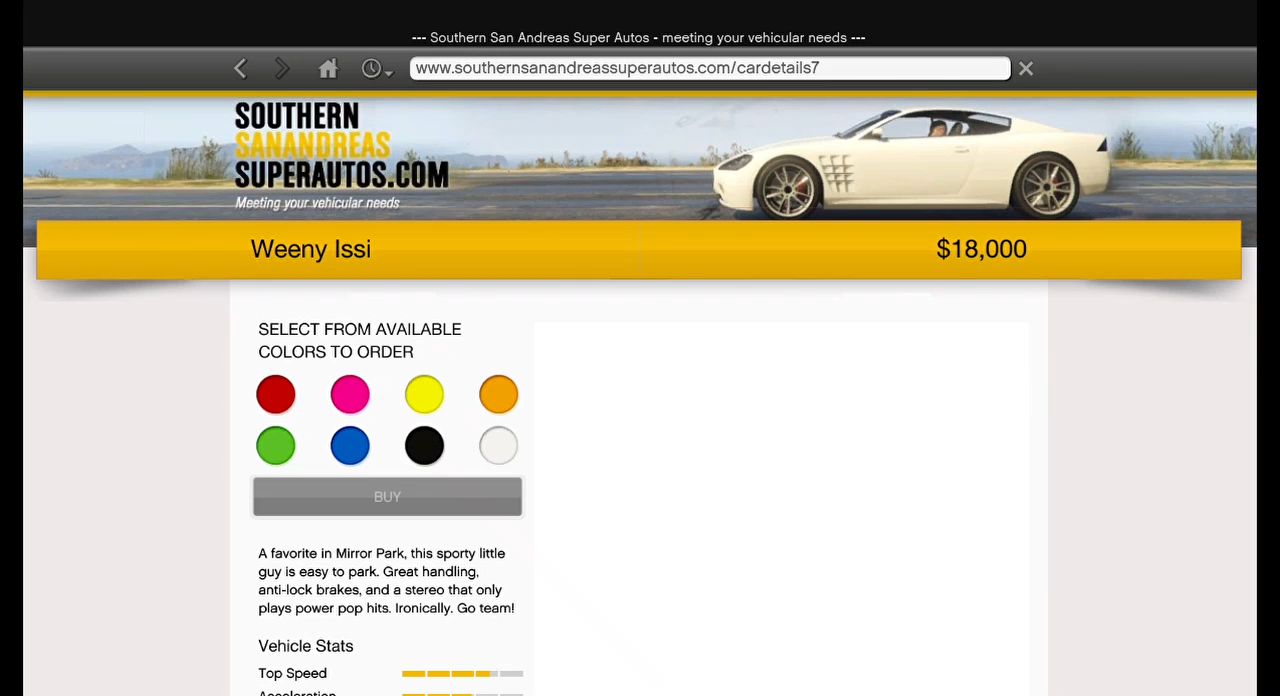 --- Southern San Andreas Super Autos - meeting your vehicular needs ---
www.southernsanandreassuperautos.com/cardetails7
SOUTHERN
SANANDREAS
SUPERAUTOS.COM
Meeting your vehicular needs
Weeny Issi
$18,000
SELECT FROM AVAILABLE
COLORS TO ORDER
BUY
A favorite in Mirror Park, this sporty little
guy is easy to park. Great handling,
anti-lock brakes, and a stereo that only
plays power pop hits. Ironically. Go team!
Vehicle Stats
Top Speed
Acceleration